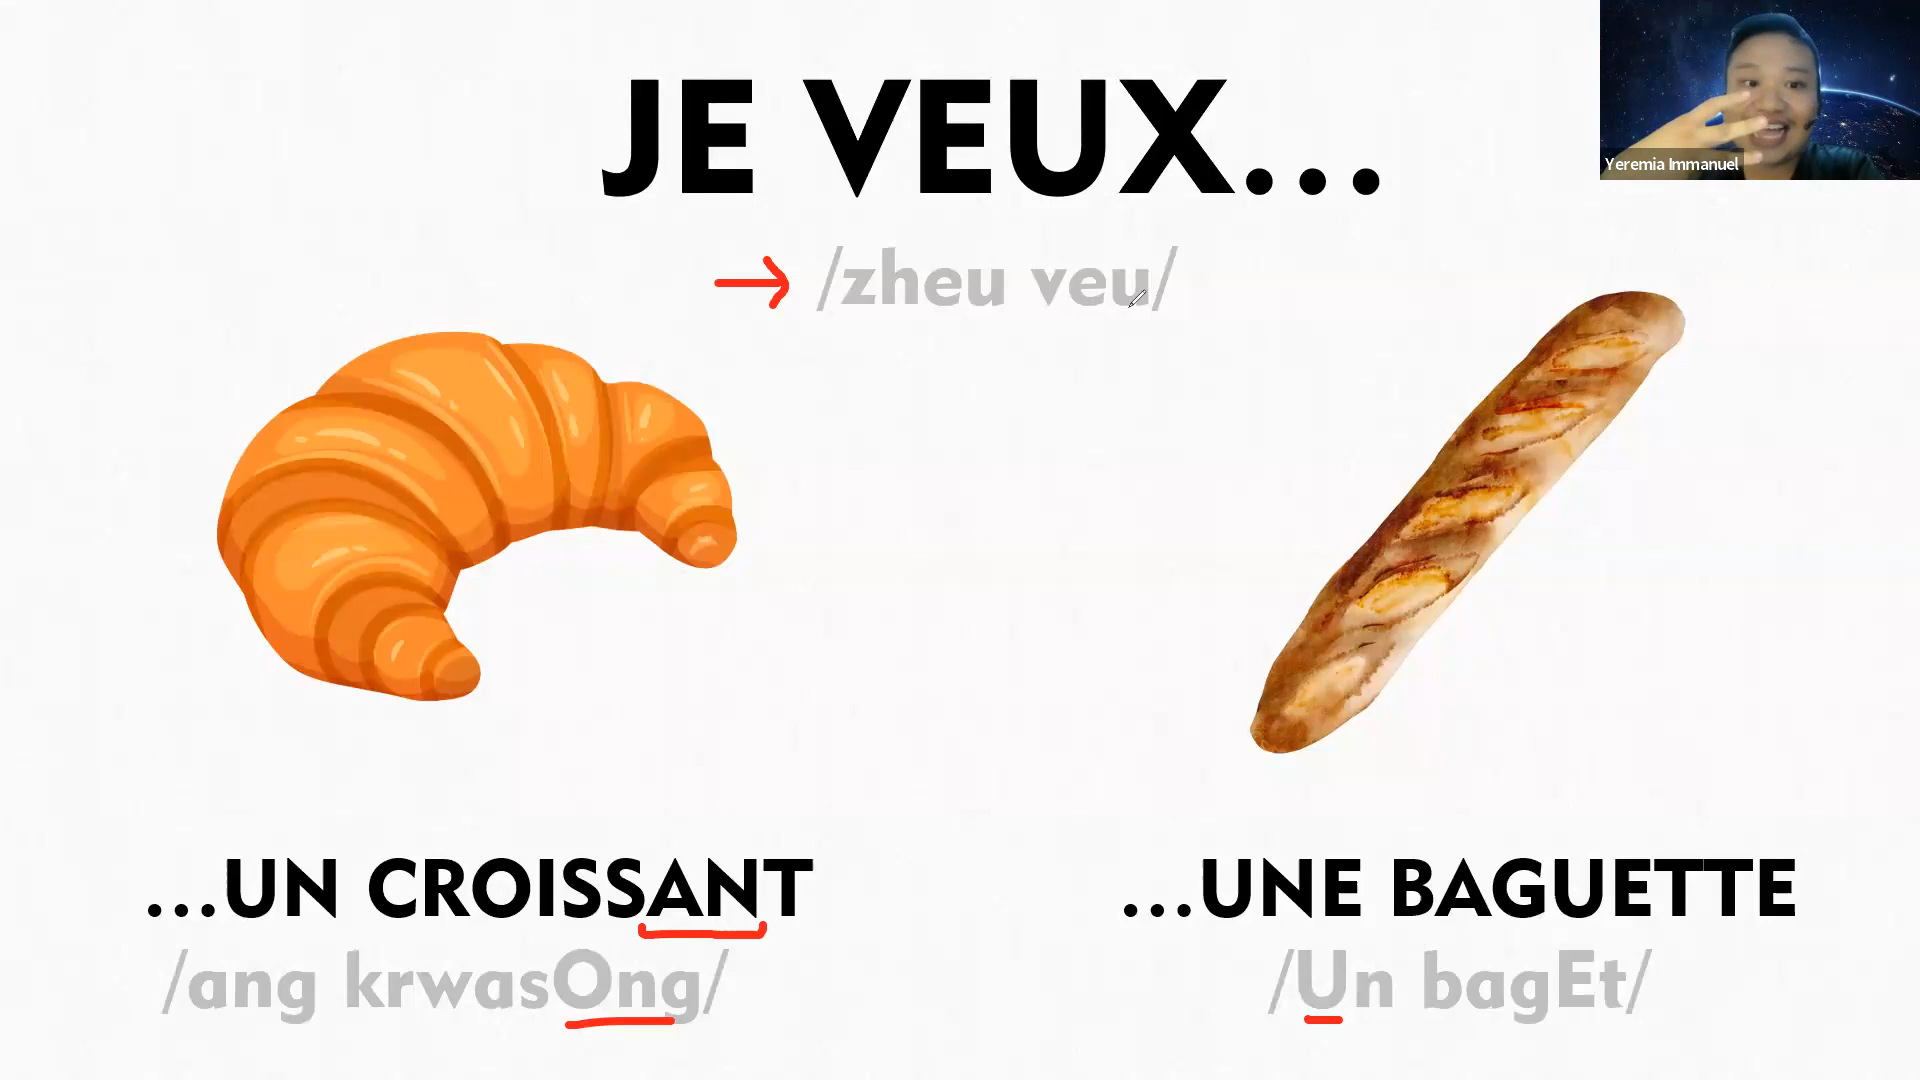 JE VEUX...
Yeremia Immanuel
/zheu veu/
...UN CROISSANT
/ang krwasOng/
...UNE BAGUETTE
/Un bagEt/